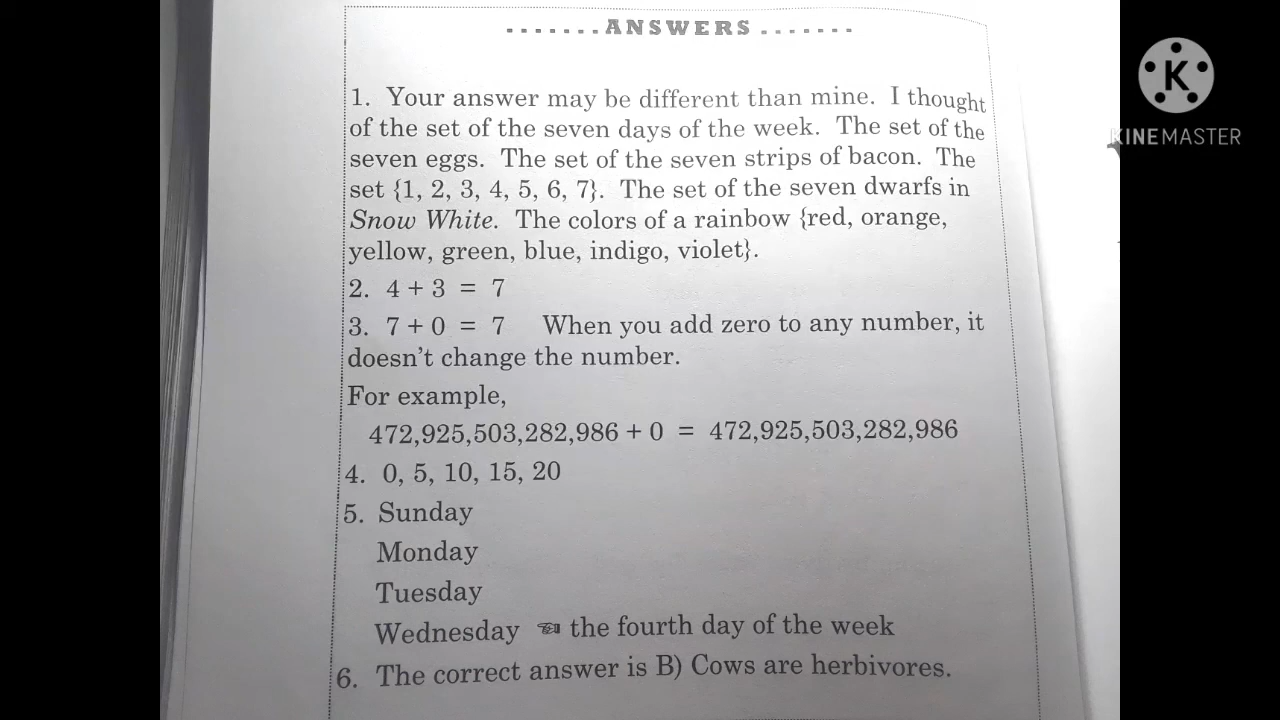 .......ANSWERS.......
1. Your answer may be different than mine. I thought
of the set of the seven days of the week. The set of the
seven eggs. The set of the seven strips of bacon. The
set {1, 2, 3, 4, 5, 6, 7}. The set of the seven dwarfs in
Snow White. The colors of a rainbow {red, orange,
yellow, green, blue, indigo, violet}.
2. 4 + 3 = 7
3. 7 + 0 = 7 When you add zero to any number, it
doesn't change the number.
For example,
472,925,503,282,986 + 0 = 472,925,503,282,986
4. 0, 5, 10, 15, 20
5. Sunday
Monday
Tuesday
Wednesday ☜ the fourth day of the week
6. The correct answer is B) Cows are herbivores.
K
KINEMASTER